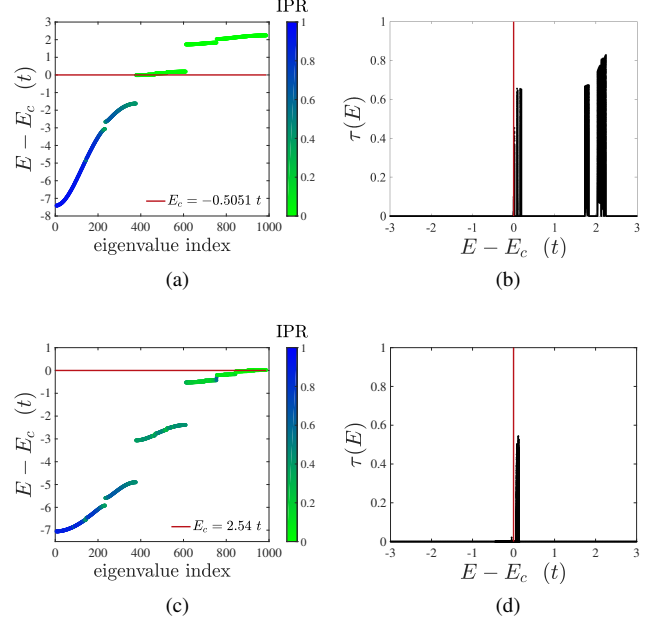 IPR
3
2
1
0
-1
-2
-3
-4
-5
-6
-7
-8
E − E_c (t)
E_c = −0.5051 t
0 200 400 600 800 1000
eigenvalue index
1
0.8
0.6
0.4
0.2
0
(a)
1
0.8
0.6
0.4
0.2
0
τ(E)
-3 -2 -1 0 1 2 3
E − E_c (t)
(b)
IPR
1
0
-1
-2
-3
-4
-5
-6
-7
E − E_c (t)
E_c = 2.54 t
0 200 400 600 800 1000
eigenvalue index
1
0.8
0.6
0.4
0.2
0
(c)
1
0.8
0.6
0.4
0.2
0
τ(E)
-3 -2 -1 0 1 2 3
E − E_c (t)
(d)